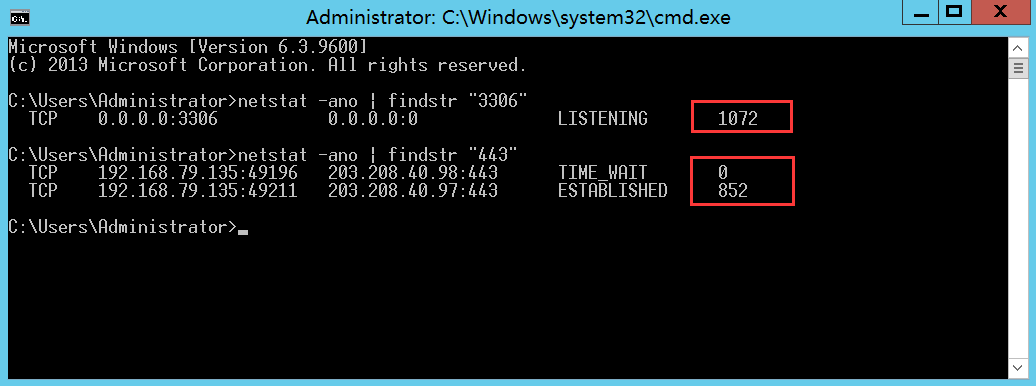 Administrator: C:\Windows\system32\cmd.exe
Microsoft Windows [Version 6.3.9600]
(c) 2013 Microsoft Corporation. All rights reserved.
C:\Users\Administrator>netstat -ano | findstr "3306"
TCP 0.0.0.0:3306 0.0.0.0:0 LISTENING 1072
C:\Users\Administrator>netstat -ano | findstr "443"
TCP 192.168.79.135:49196 203.208.40.98:443 TIME_WAIT 0
TCP 192.168.79.135:49211 203.208.40.97:443 ESTABLISHED 852
C:\Users\Administrator>